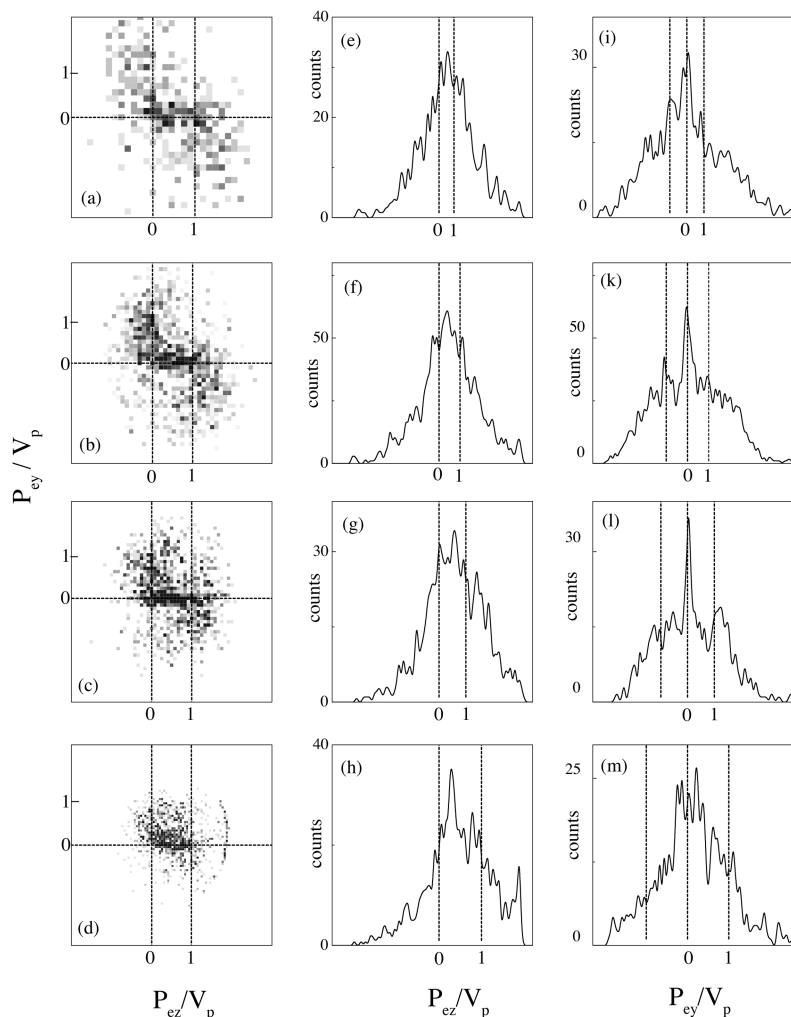 40
(e)
20
counts
0
0 1
(i)
30
counts
0
0 1
1
0
(a)
0 1
(f)
50
counts
0
0 1
(k)
50
counts
0
0 1
1
0
(b)
0 1
P_ey / V_p
(g)
30
counts
0
0 1
(l)
30
counts
0
0 1
1
0
(c)
0 1
40
(h)
20
counts
0
0 1
(m)
25
counts
0
0 1
1
0
(d)
0 1
P_ez/V_p
P_ez/V_p
P_ey/V_p